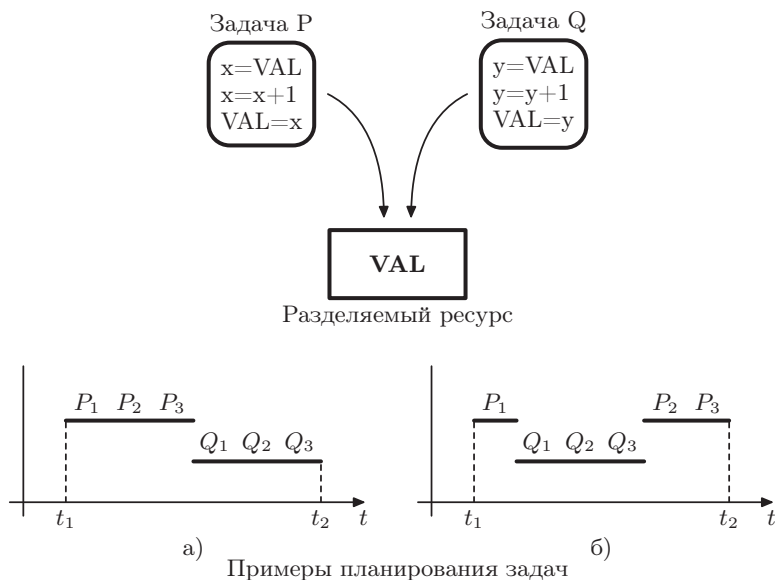 Задача P Задача Q
x=VAL y=VAL
x=x+1 y=y+1
VAL=x VAL=y
VAL
Разделяемый ресурс
P₁ P₂ P₃ P₁ P₂ P₃
Q₁ Q₂ Q₃ Q₁ Q₂ Q₃
t₁ t₂ t t₁ t₂ t
а) б)
Примеры планирования задач